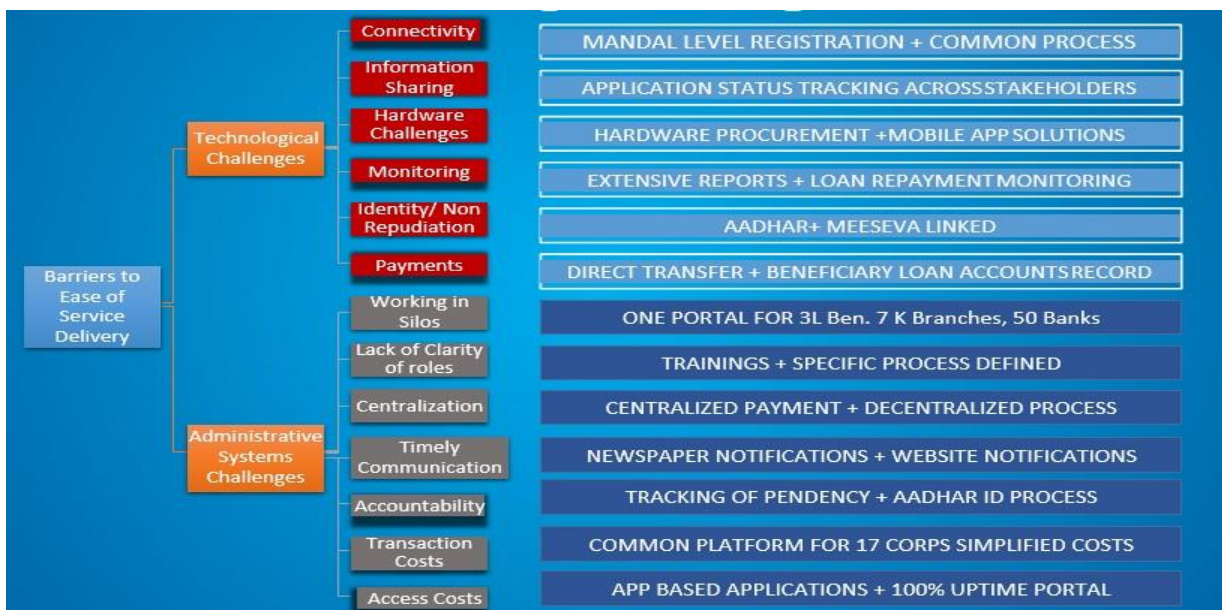 Connectivity
MANDAL LEVEL REGISTRATION + COMMON PROCESS
Information
Sharing
APPLICATION STATUS TRACKING ACROSSSTAKEHOLDERS
Technological
Challenges
Hardware
Challenges
HARDWARE PROCUREMENT +MOBILE APP SOLUTIONS
Monitoring
EXTENSIVE REPORTS + LOAN REPAYMENTMONITORING
Identity/ Non
Repudiation
AADHAR+ MEESEVA LINKED
Payments
DIRECT TRANSFER + BENEFICIARY LOAN ACCOUNTSRECORD
Barriers to
Ease of
Service
Delivery
Working in
Silos
ONE PORTAL FOR 3L Ben. 7 K Branches, 50 Banks
Lack of Clarity
of roles
TRAININGS + SPECIFIC PROCESS DEFINED
Centralization
CENTRALIZED PAYMENT + DECENTRALIZED PROCESS
Administrative
Systems
Challenges
Timely
Communication
NEWSPAPER NOTIFICATIONS + WEBSITE NOTIFICATIONS
Accountability
TRACKING OF PENDENCY + AADHAR ID PROCESS
Transaction
Costs
COMMON PLATFORM FOR 17 CORPS SIMPLIFIED COSTS
Access Costs
APP BASED APPLICATIONS + 100% UPTIME PORTAL